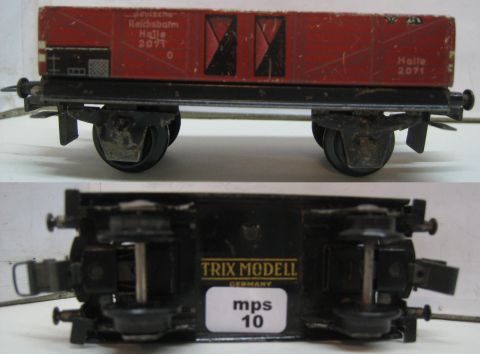 Deutsche
Reichsbahn
Halle
2071
O
Halle
2071
TRIX MODELL
GERMANY
mps
10